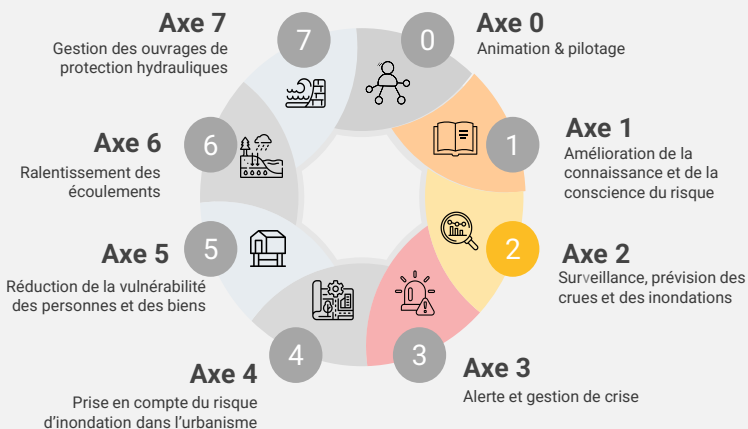 Axe 0
Animation & pilotage
0
Axe 1
Amélioration de la
connaissance et de la
conscience du risque
1
Axe 2
Surveillance, prévision des
crues et des inondations
2
Axe 3
Alerte et gestion de crise
3
Axe 4
Prise en compte du risque
d’inondation dans l’urbanisme
4
Axe 5
Réduction de la vulnérabilité
des personnes et des biens
5
Axe 6
Ralentissement des
écoulements
6
Axe 7
Gestion des ouvrages de
protection hydrauliques
7